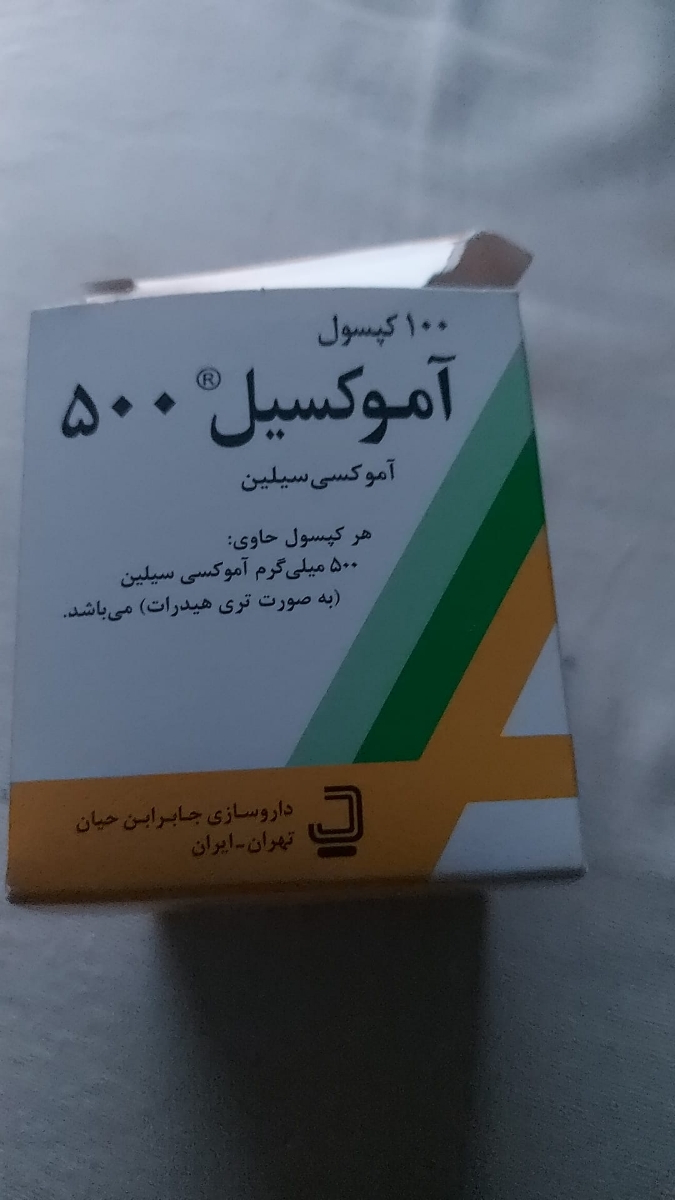 ۱۰۰ کپسول
آموکسیل® ۵۰۰
آموکسی سیلین
هر کپسول حاوی:
۵۰۰ میلی‌گرم آموکسی سیلین
(به صورت تری هیدرات) می‌باشد.
داروسازی جابرابن حیان
تهران-ایران